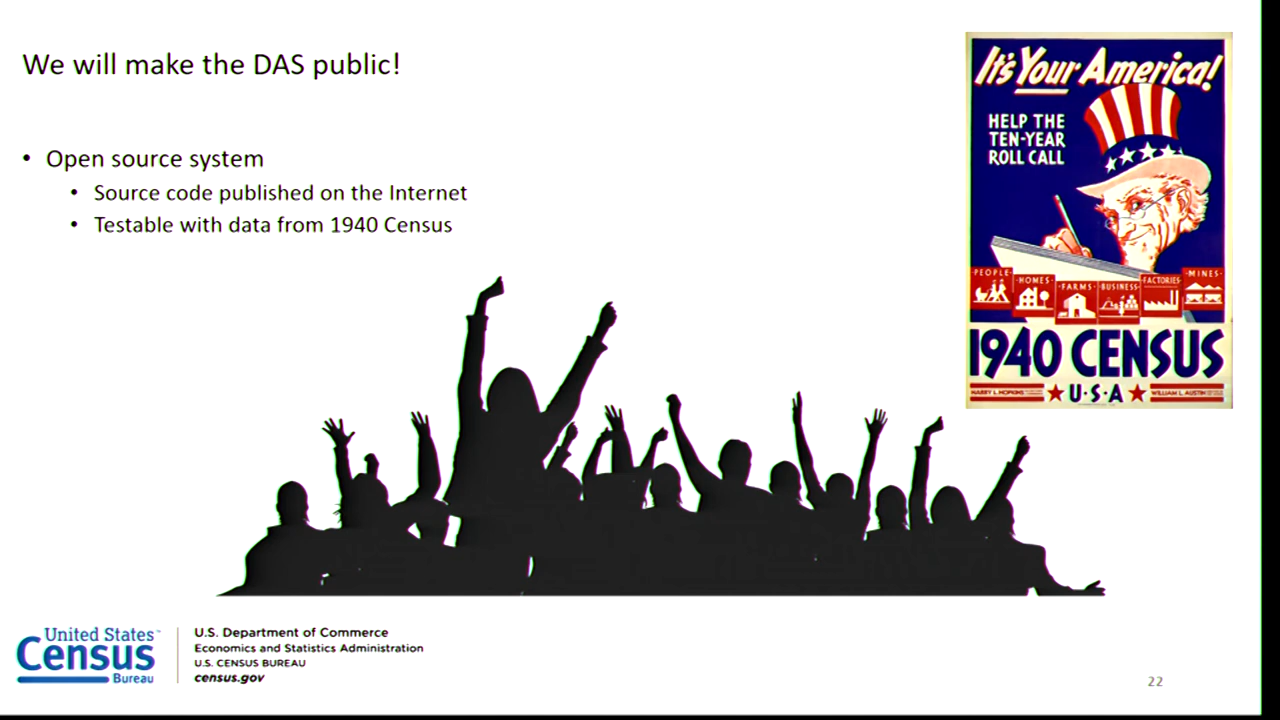 We will make the DAS public!
• Open source system
• Source code published on the Internet
• Testable with data from 1940 Census
It's Your America!
HELP THE
TEN-YEAR
ROLL CALL
PEOPLE
HOMES
FARMS
BUSINESS
FACTORIES
MINES
1940 CENSUS
U·S·A
HARRY L. HOPKINS
WILLIAM L. AUSTIN
United States™
Census
Bureau
U.S. Department of Commerce
Economics and Statistics Administration
U.S. CENSUS BUREAU
census.gov
22